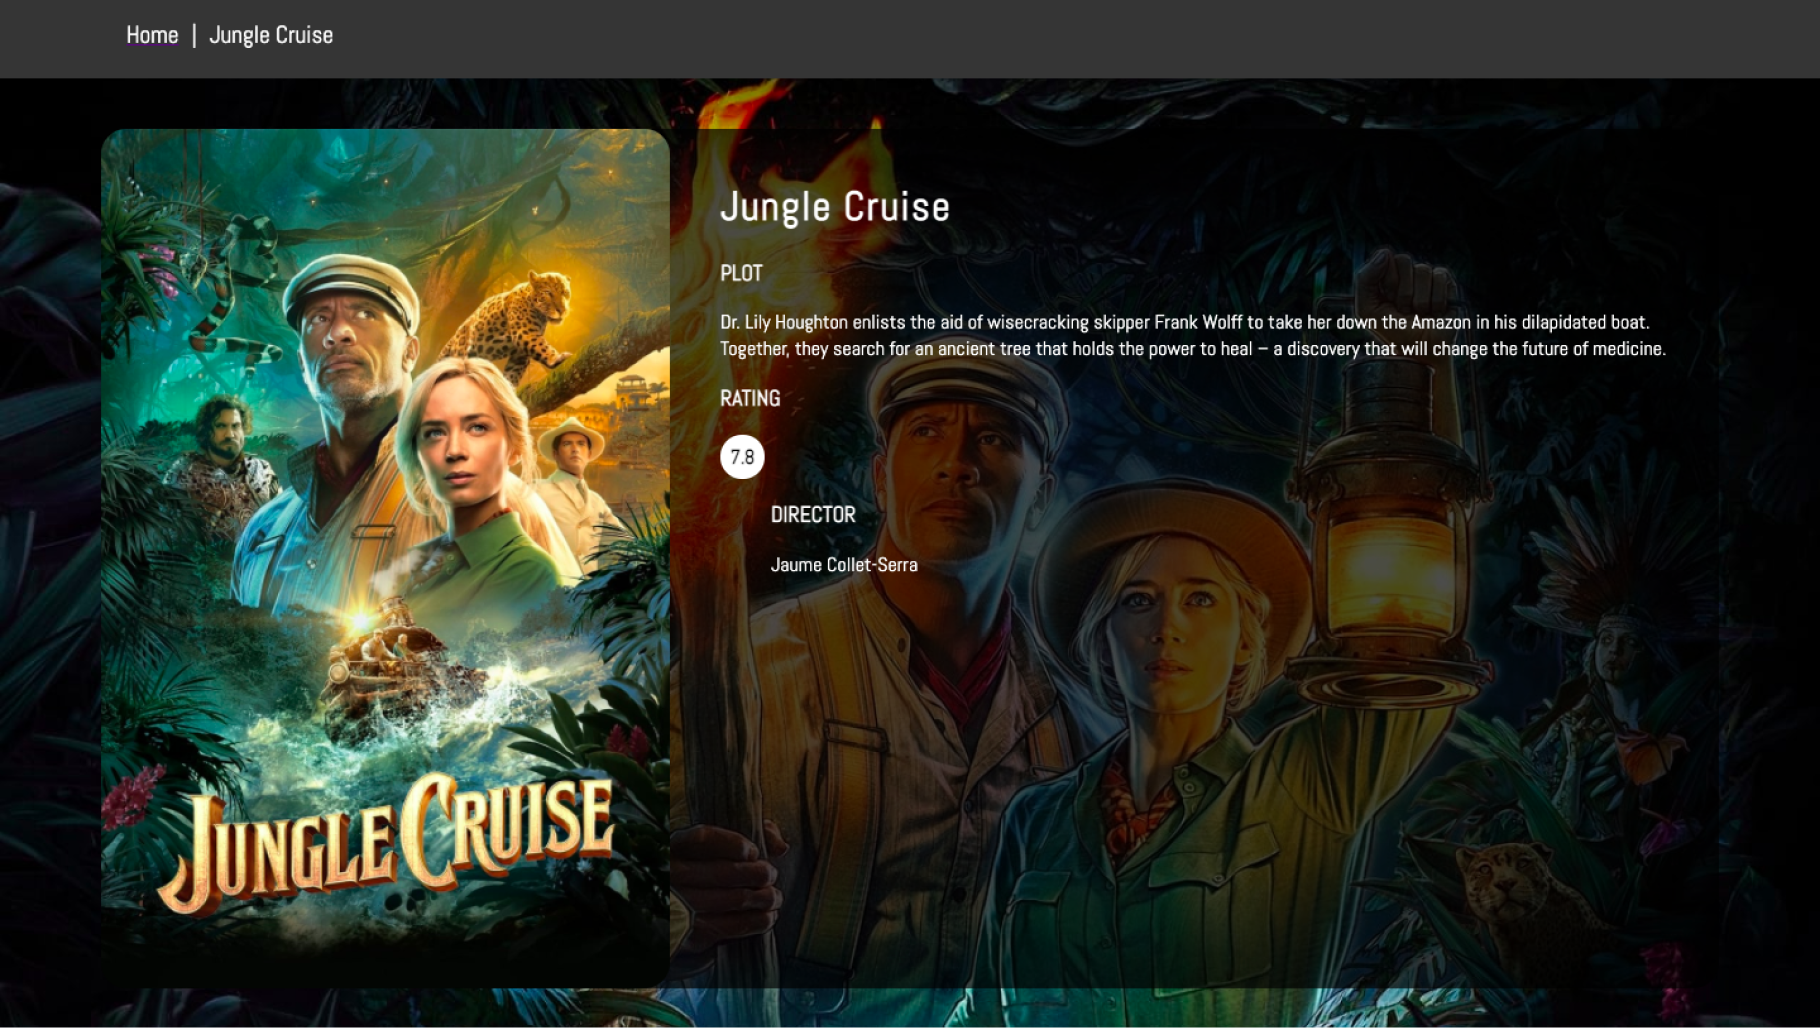 Home | Jungle Cruise
Jungle Cruise
PLOT
Dr. Lily Houghton enlists the aid of wisecracking skipper Frank Wolff to take her down the Amazon in his dilapidated boat.
Together, they search for an ancient tree that holds the power to heal – a discovery that will change the future of medicine.
RATING
7.8
DIRECTOR
Jaume Collet-Serra
JUNGLE CRUISE